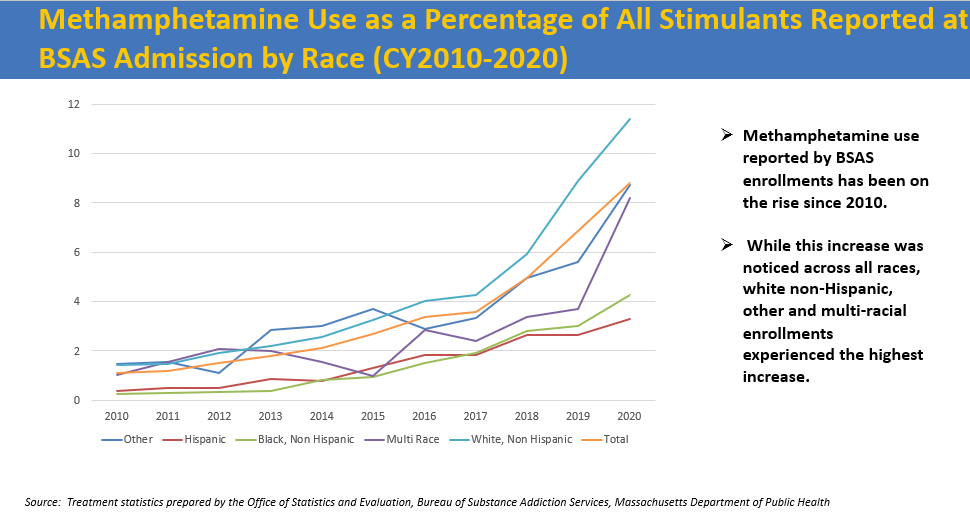 Methamphetamine Use as a Percentage of All Stimulants Reported at
BSAS Admission by Race (CY2010-2020)
12
10
8
6
4
2
0
2010 2011 2012 2013 2014 2015 2016 2017 2018 2019 2020
Other Hispanic Black, Non Hispanic Multi Race White, Non Hispanic Total
➢ Methamphetamine use
reported by BSAS
enrollments has been on
the rise since 2010.
➢ While this increase was
noticed across all races,
white non-Hispanic,
other and multi-racial
enrollments
experienced the highest
increase.
Source: Treatment statistics prepared by the Office of Statistics and Evaluation, Bureau of Substance Addiction Services, Massachusetts Department of Public Health